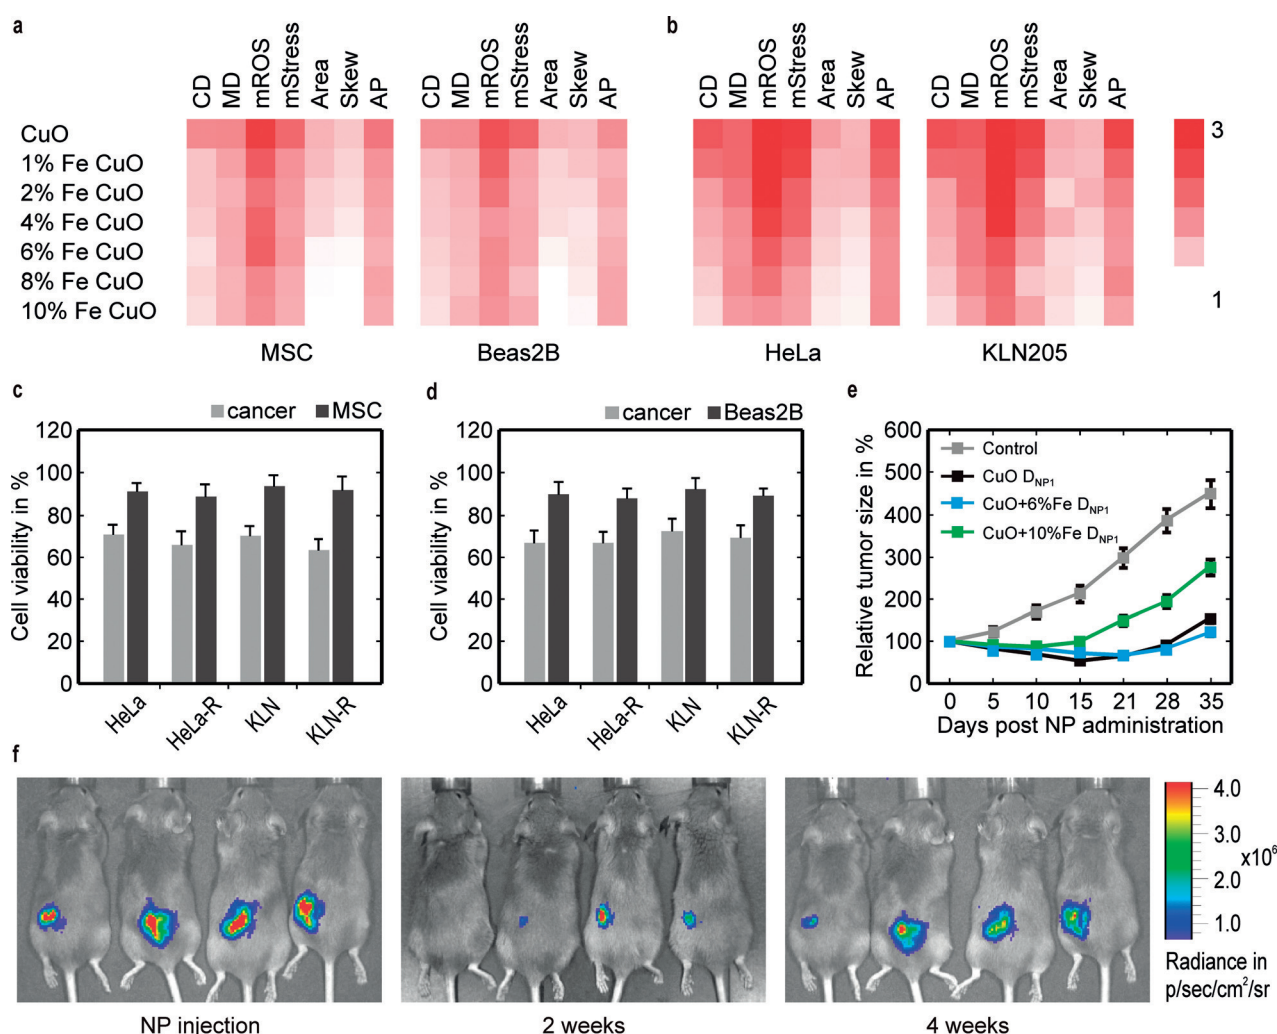 a
CD MD mROS mStress Area Skew AP
CD MD mROS mStress Area Skew AP
b
CD MD mROS mStress Area Skew AP
CD MD mROS mStress Area Skew AP
CuO
1% Fe CuO
2% Fe CuO
4% Fe CuO
6% Fe CuO
8% Fe CuO
10% Fe CuO
3
1
MSC
Beas2B
HeLa
KLN205
c
cancer MSC
Cell viability in %
120
100
80
60
40
20
0
HeLa HeLa-R KLN KLN-R
d
cancer Beas2B
Cell viability in %
120
100
80
60
40
20
0
HeLa HeLa-R KLN KLN-R
e
Relative tumor size in %
600
500
400
300
200
100
0
Control
CuO D_NP1
CuO+6%Fe D_NP1
CuO+10%Fe D_NP1
0 5 10 15 21 28 35
Days post NP administration
f
NP injection
2 weeks
4 weeks
4.0
3.0
x10⁶
2.0
1.0
Radiance in
p/sec/cm²/sr